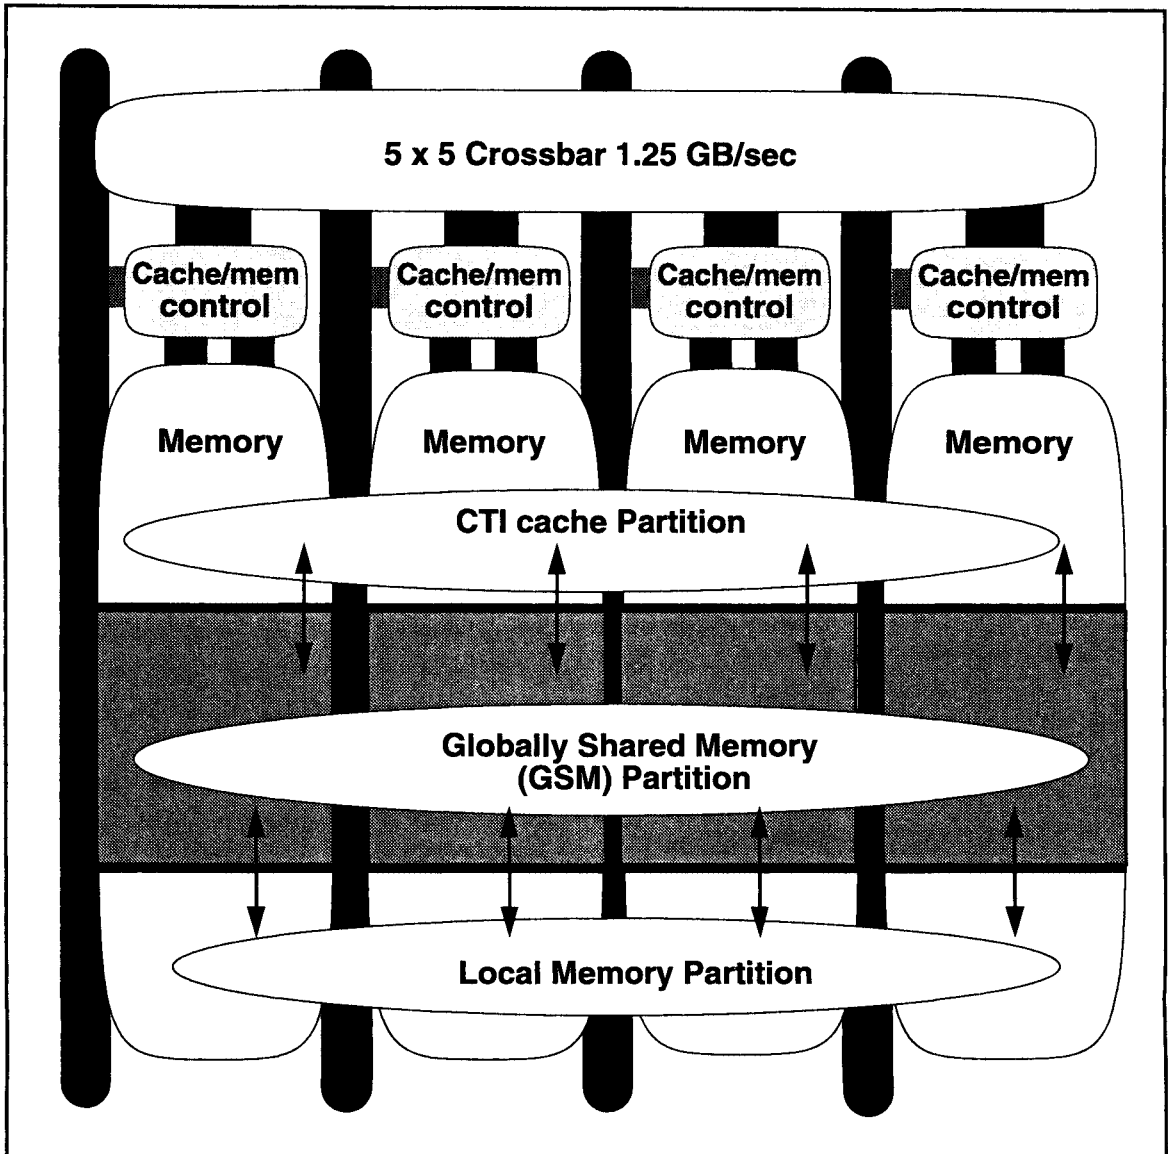 5 x 5 Crossbar 1.25 GB/sec
Cache/mem
control
Cache/mem
control
Cache/mem
control
Cache/mem
control
Memory
Memory
Memory
Memory
CTI cache Partition
Globally Shared Memory
(GSM) Partition
Local Memory Partition